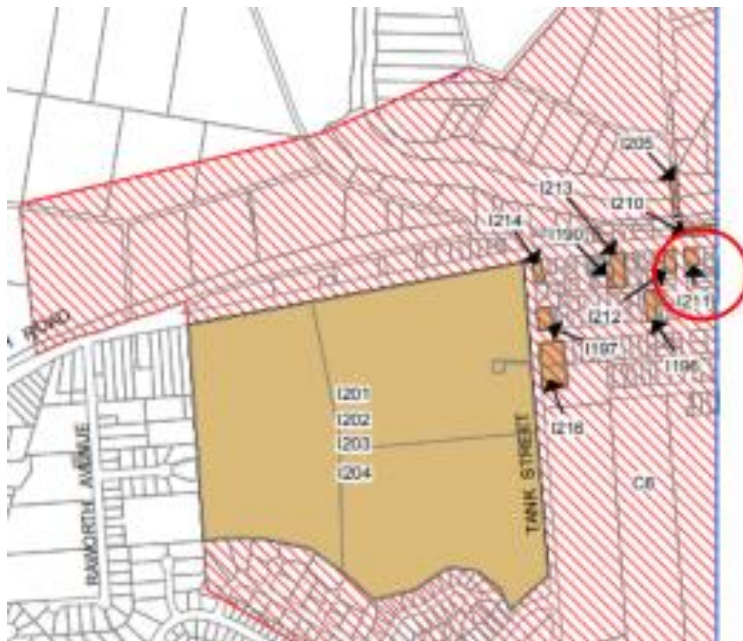 I205
I213
I210
I214
I190
I211
I212
I196
I197
I216
ROAD
I201
I202
I203
I204
RAWORTH AVENUE
TANK STREET
C6